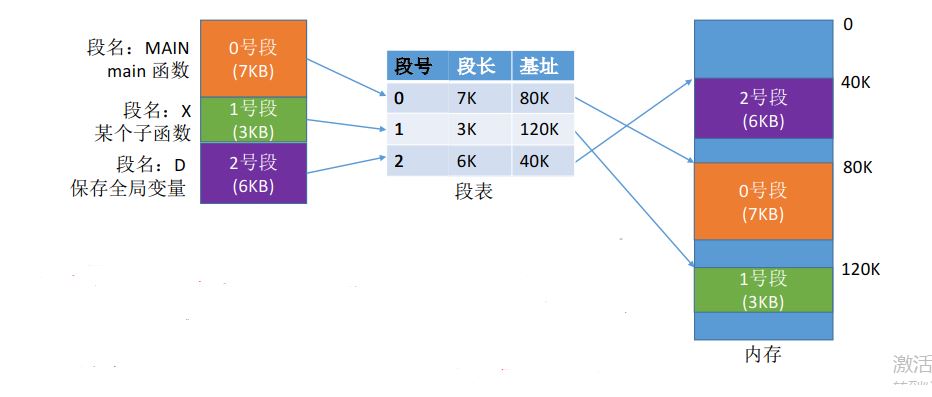 段名：MAIN
main 函数
段名：X
某个子函数
段名：D
保存全局变量
0号段
(7KB)
1号段
(3KB)
2号段
(6KB)
段号 段长 基址
0 7K 80K
1 3K 120K
2 6K 40K
段表
0
40K
80K
120K
2号段
(6KB)
0号段
(7KB)
1号段
(3KB)
内存
激活